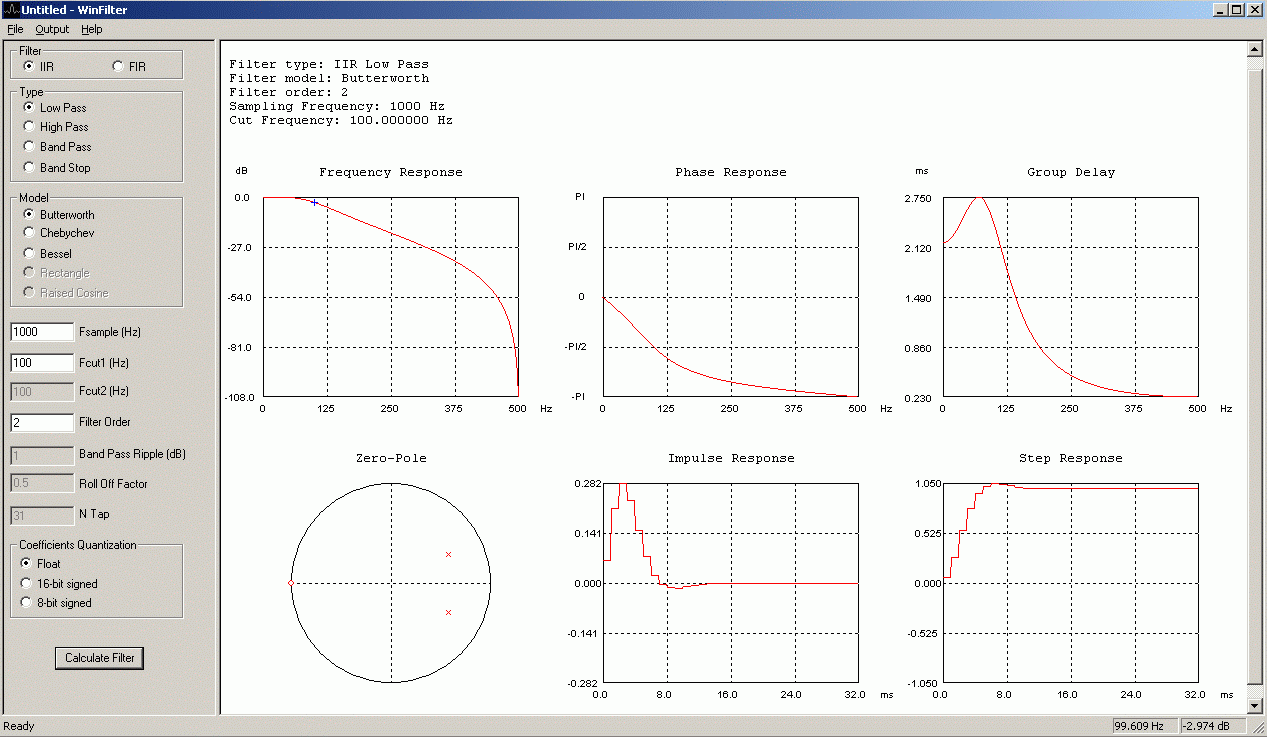 Untitled - WinFilter
File Output Help
Filter
IIR FIR
Type
Low Pass
High Pass
Band Pass
Band Stop
Model
Butterworth
Chebychev
Bessel
Rectangle
Raised Cosine
1000 Fsample (Hz)
100 Fcut1 (Hz)
100 Fcut2 (Hz)
2 Filter Order
1 Band Pass Ripple (dB)
0.5 Roll Off Factor
31 N Tap
Coefficients Quantization
Float
16-bit signed
8-bit signed
Calculate Filter
Filter type: IIR Low Pass
Filter model: Butterworth
Filter order: 2
Sampling Frequency: 1000 Hz
Cut Frequency: 100.000000 Hz
dB Frequency Response
0.0
-27.0
-54.0
-81.0
-108.0
0 125 250 375 500 Hz
Phase Response
PI
PI/2
0
-PI/2
-PI
0 125 250 375 500 Hz
ms Group Delay
2.750
2.120
1.490
0.860
0.230
0 125 250 375 500 Hz
Zero-Pole
Impulse Response
0.282
0.141
0.000
-0.141
-0.282
0.0 8.0 16.0 24.0 32.0 ms
Step Response
1.050
0.525
0.000
-0.525
-1.050
0.0 8.0 16.0 24.0 32.0 ms
Ready 99.609 Hz -2.974 dB